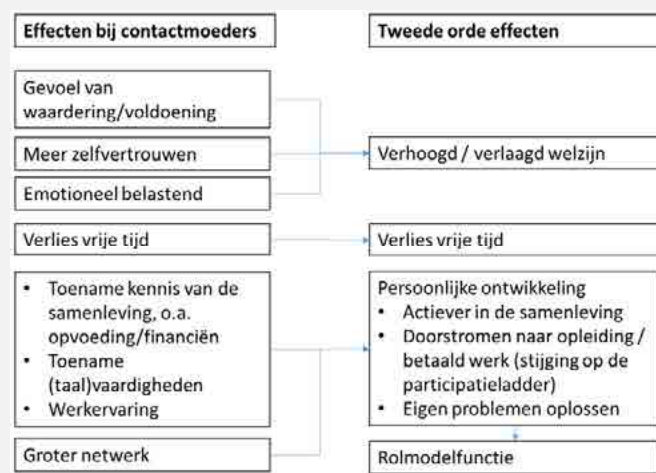 Effecten bij contactmoeders
Tweede orde effecten
Gevoel van
waardering/voldoening
Meer zelfvertrouwen
Emotioneel belastend
Verhoogd / verlaagd welzijn
Verlies vrije tijd
Verlies vrije tijd
• Toename kennis van de
samenleving, o.a.
opvoeding/financiën
• Toename
(taal)vaardigheden
• Werkervaring
Groter netwerk
Persoonlijke ontwikkeling
• Actiever in de samenleving
• Doorstromen naar opleiding /
betaald werk (stijging op de
participatieladder)
• Eigen problemen oplossen
Rolmodelfunctie